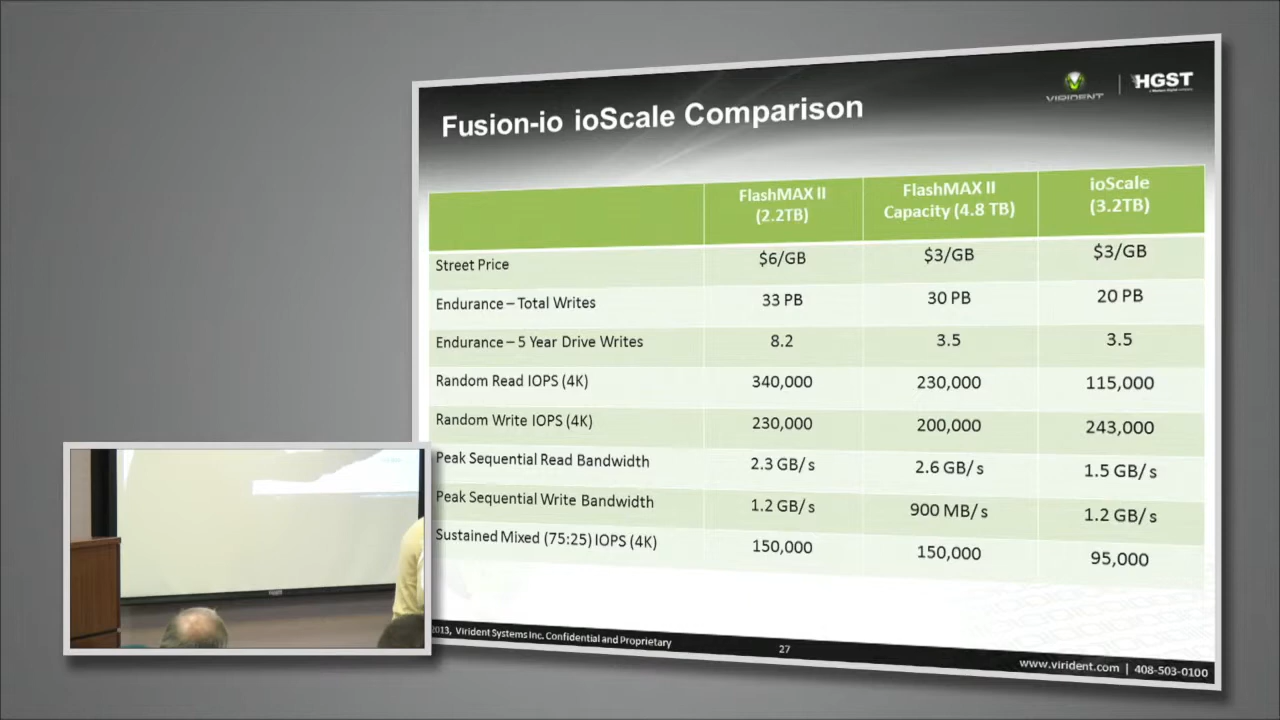 VIRIDENT
HGST
Fusion-io ioScale Comparison
FlashMAX II (2.2TB)
FlashMAX II Capacity (4.8 TB)
ioScale (3.2TB)
Street Price $6/GB $3/GB $3/GB
Endurance – Total Writes 33 PB 30 PB 20 PB
Endurance – 5 Year Drive Writes 8.2 3.5 3.5
Random Read IOPS (4K) 340,000 230,000 115,000
Random Write IOPS (4K) 230,000 200,000 243,000
Peak Sequential Read Bandwidth 2.3 GB/s 2.6 GB/s 1.5 GB/s
Peak Sequential Write Bandwidth 1.2 GB/s 900 MB/s 1.2 GB/s
Sustained Mixed (75:25) IOPS (4K) 150,000 150,000 95,000
2013, Virident Systems Inc. Confidential and Proprietary
27
www.virident.com | 408-503-0100